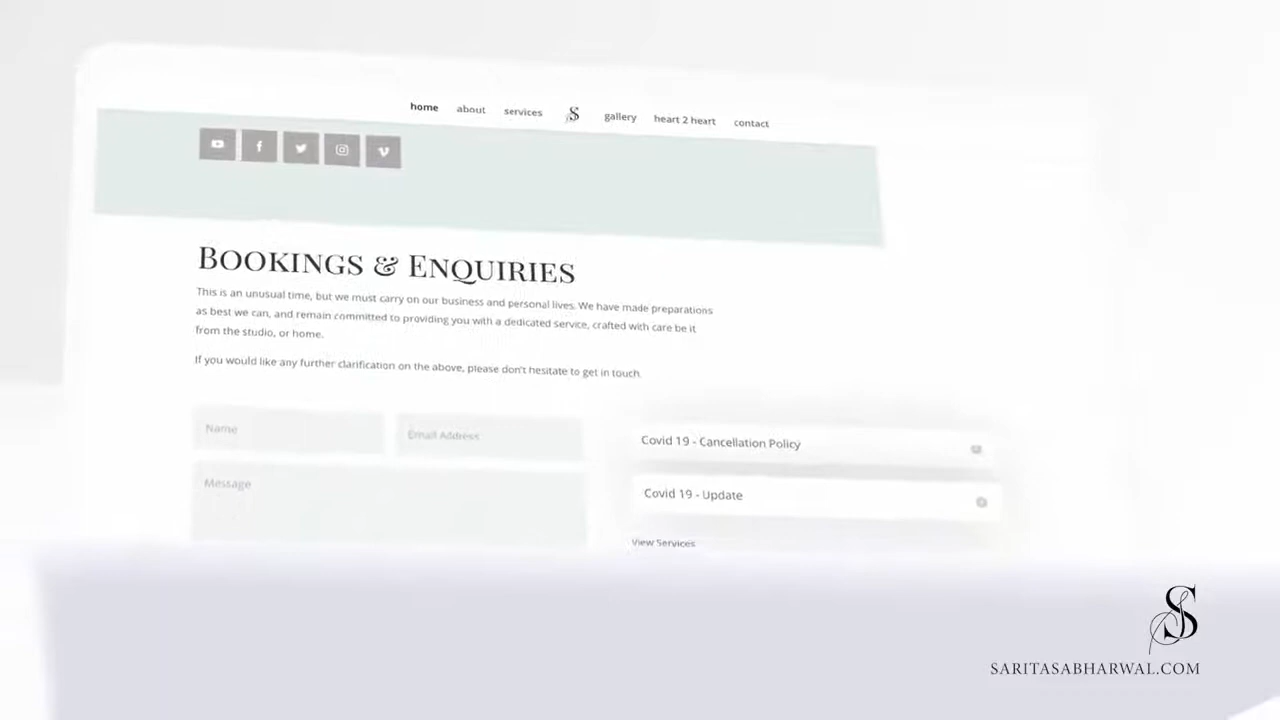 home about services S gallery heart 2 heart contact
BOOKINGS & ENQUIRIES
This is an unusual time, but we must carry on our business and personal lives. We have made preparations
as best we can, and remain committed to providing you with a dedicated service, crafted with care be it
from the studio, or home.
If you would like any further clarification on the above, please don't hesitate to get in touch.
Name Email Address
Message
Covid 19 - Cancellation Policy
Covid 19 - Update
View Services
S
SARITASABHARWAL.COM